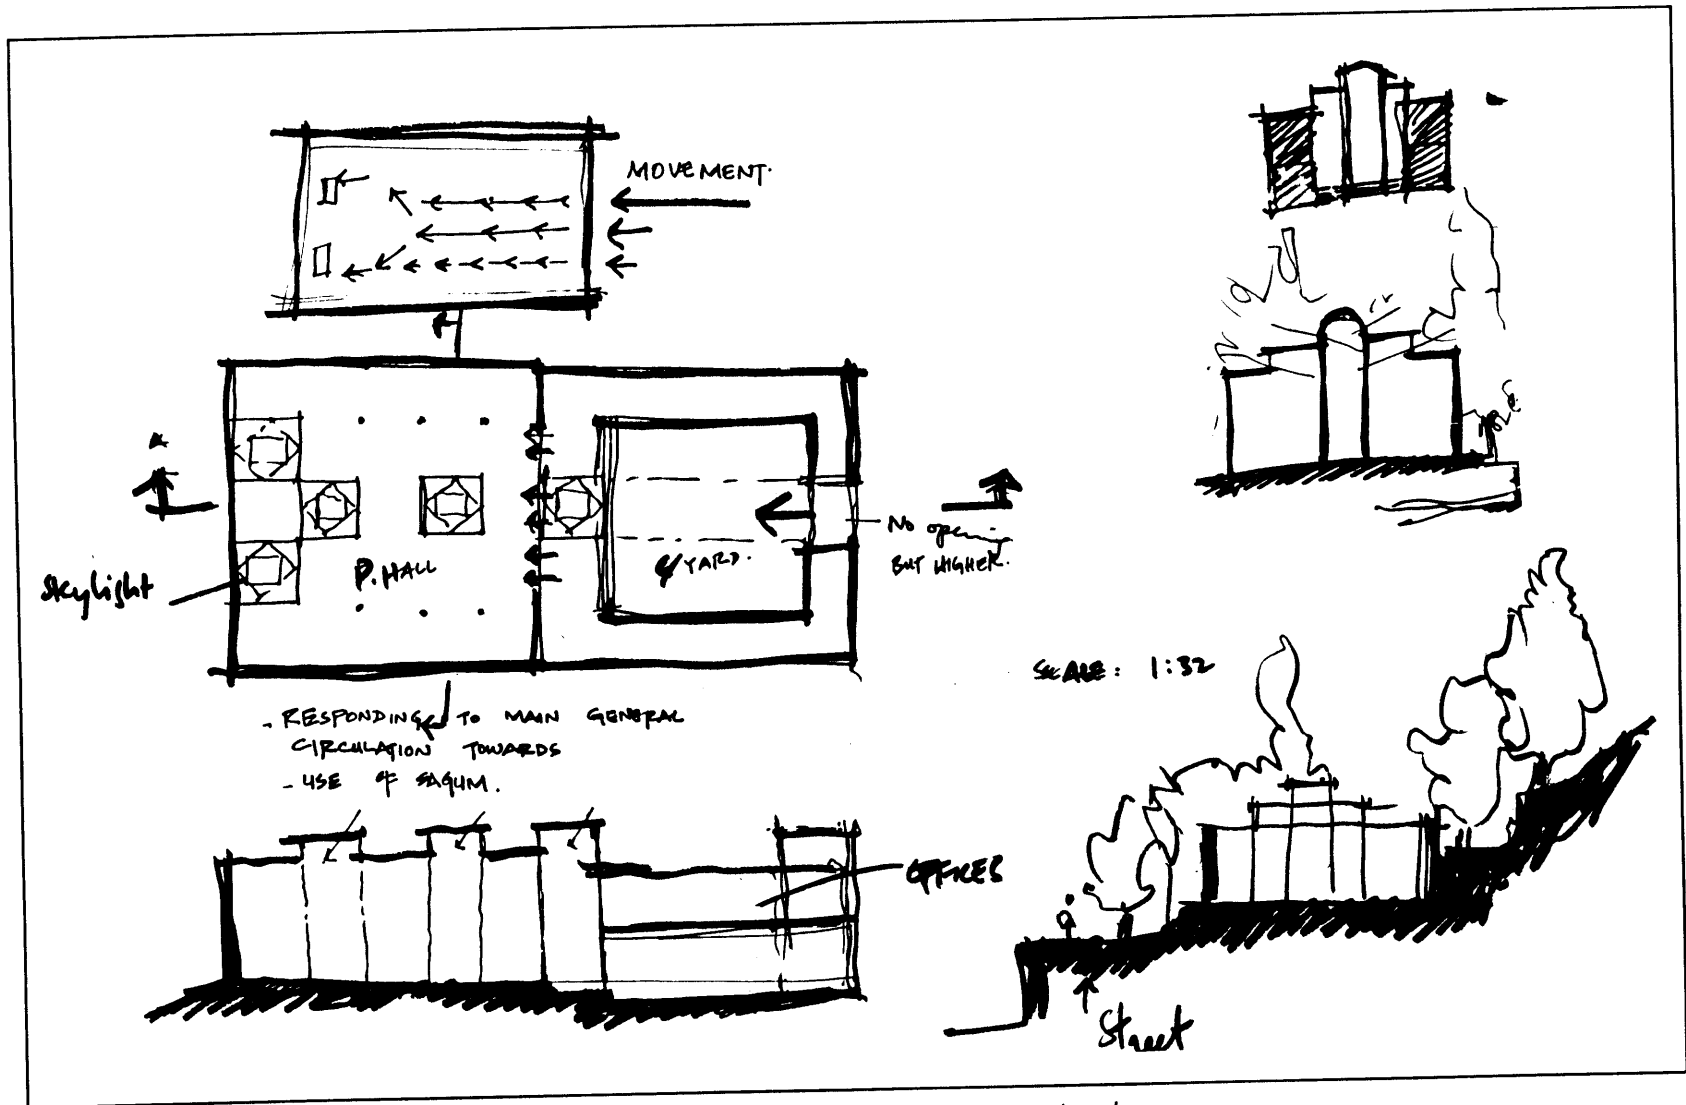 MOVEMENT.
A
No opening
BUT HIGHER.
Skylight
P. HALL
C/YARD.
SCALE: 1:32
- RESPONDING TO MAIN GENERAL
CIRCULATION TOWARDS
- USE OF SAGUM.
OFFICES
Street